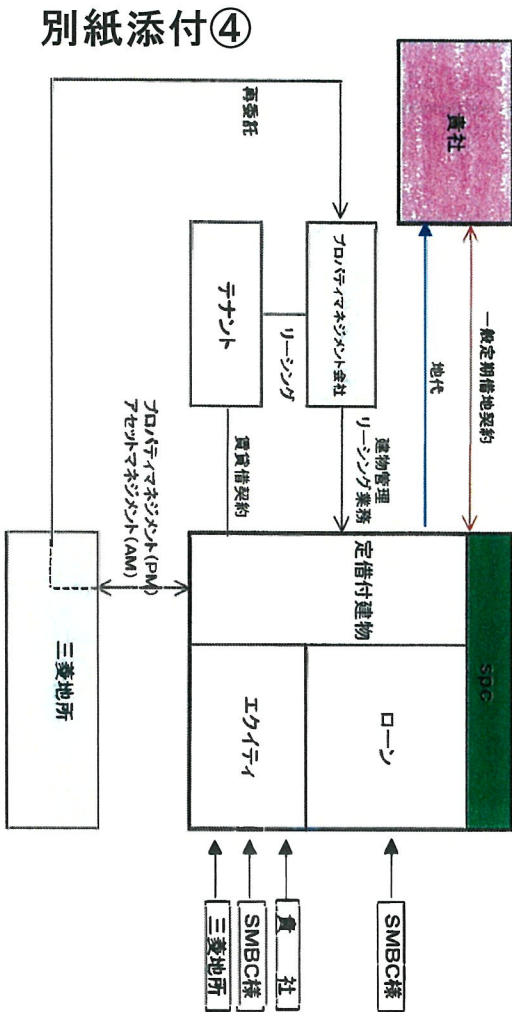 別紙添付④
貴社
一般定期借地契約
地代
spc
再委託
プロパティマネジメント会社
建物管理
リーシング業務
リーシング
テナント
賃貸借契約
定借付建物
ローン
エクイティ
SMBC様
貴 社
SMBC様
三菱地所
プロパティマネジメント(PM)
アセットマネジメント(AM)
三菱地所